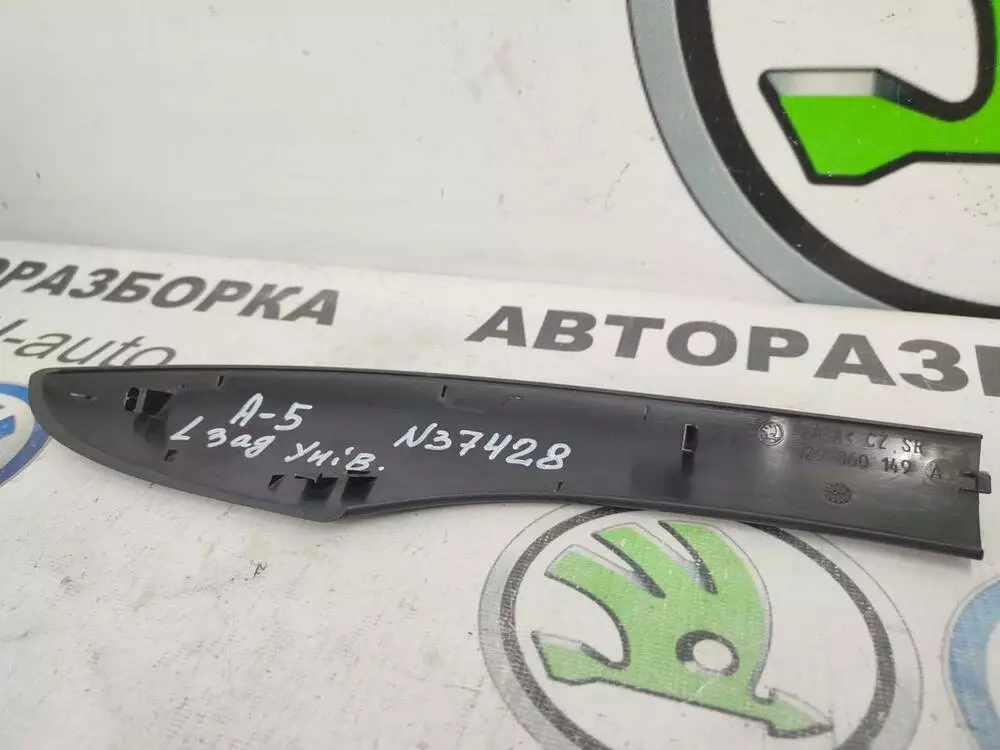 РАЗБОРКА
АВТОРАЗБ
-auto
A-5
L зад Унів.
N37428
CZ. SR
149 A